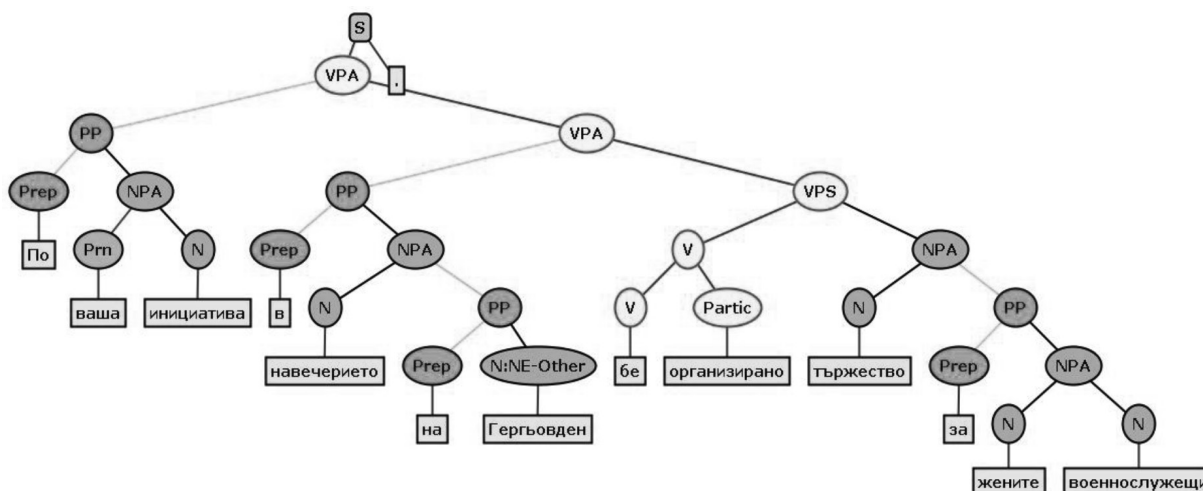 S
VPA .
PP VPA
Prep NPA PP VPS
По Prn N Prep NPA V NPA
ваша инициатива в N PP V Partic N PP
навечерието Prep N:NE-Other бе организирано тържество Prep NPA
на Гергьовден за N N
жените военнослужещи